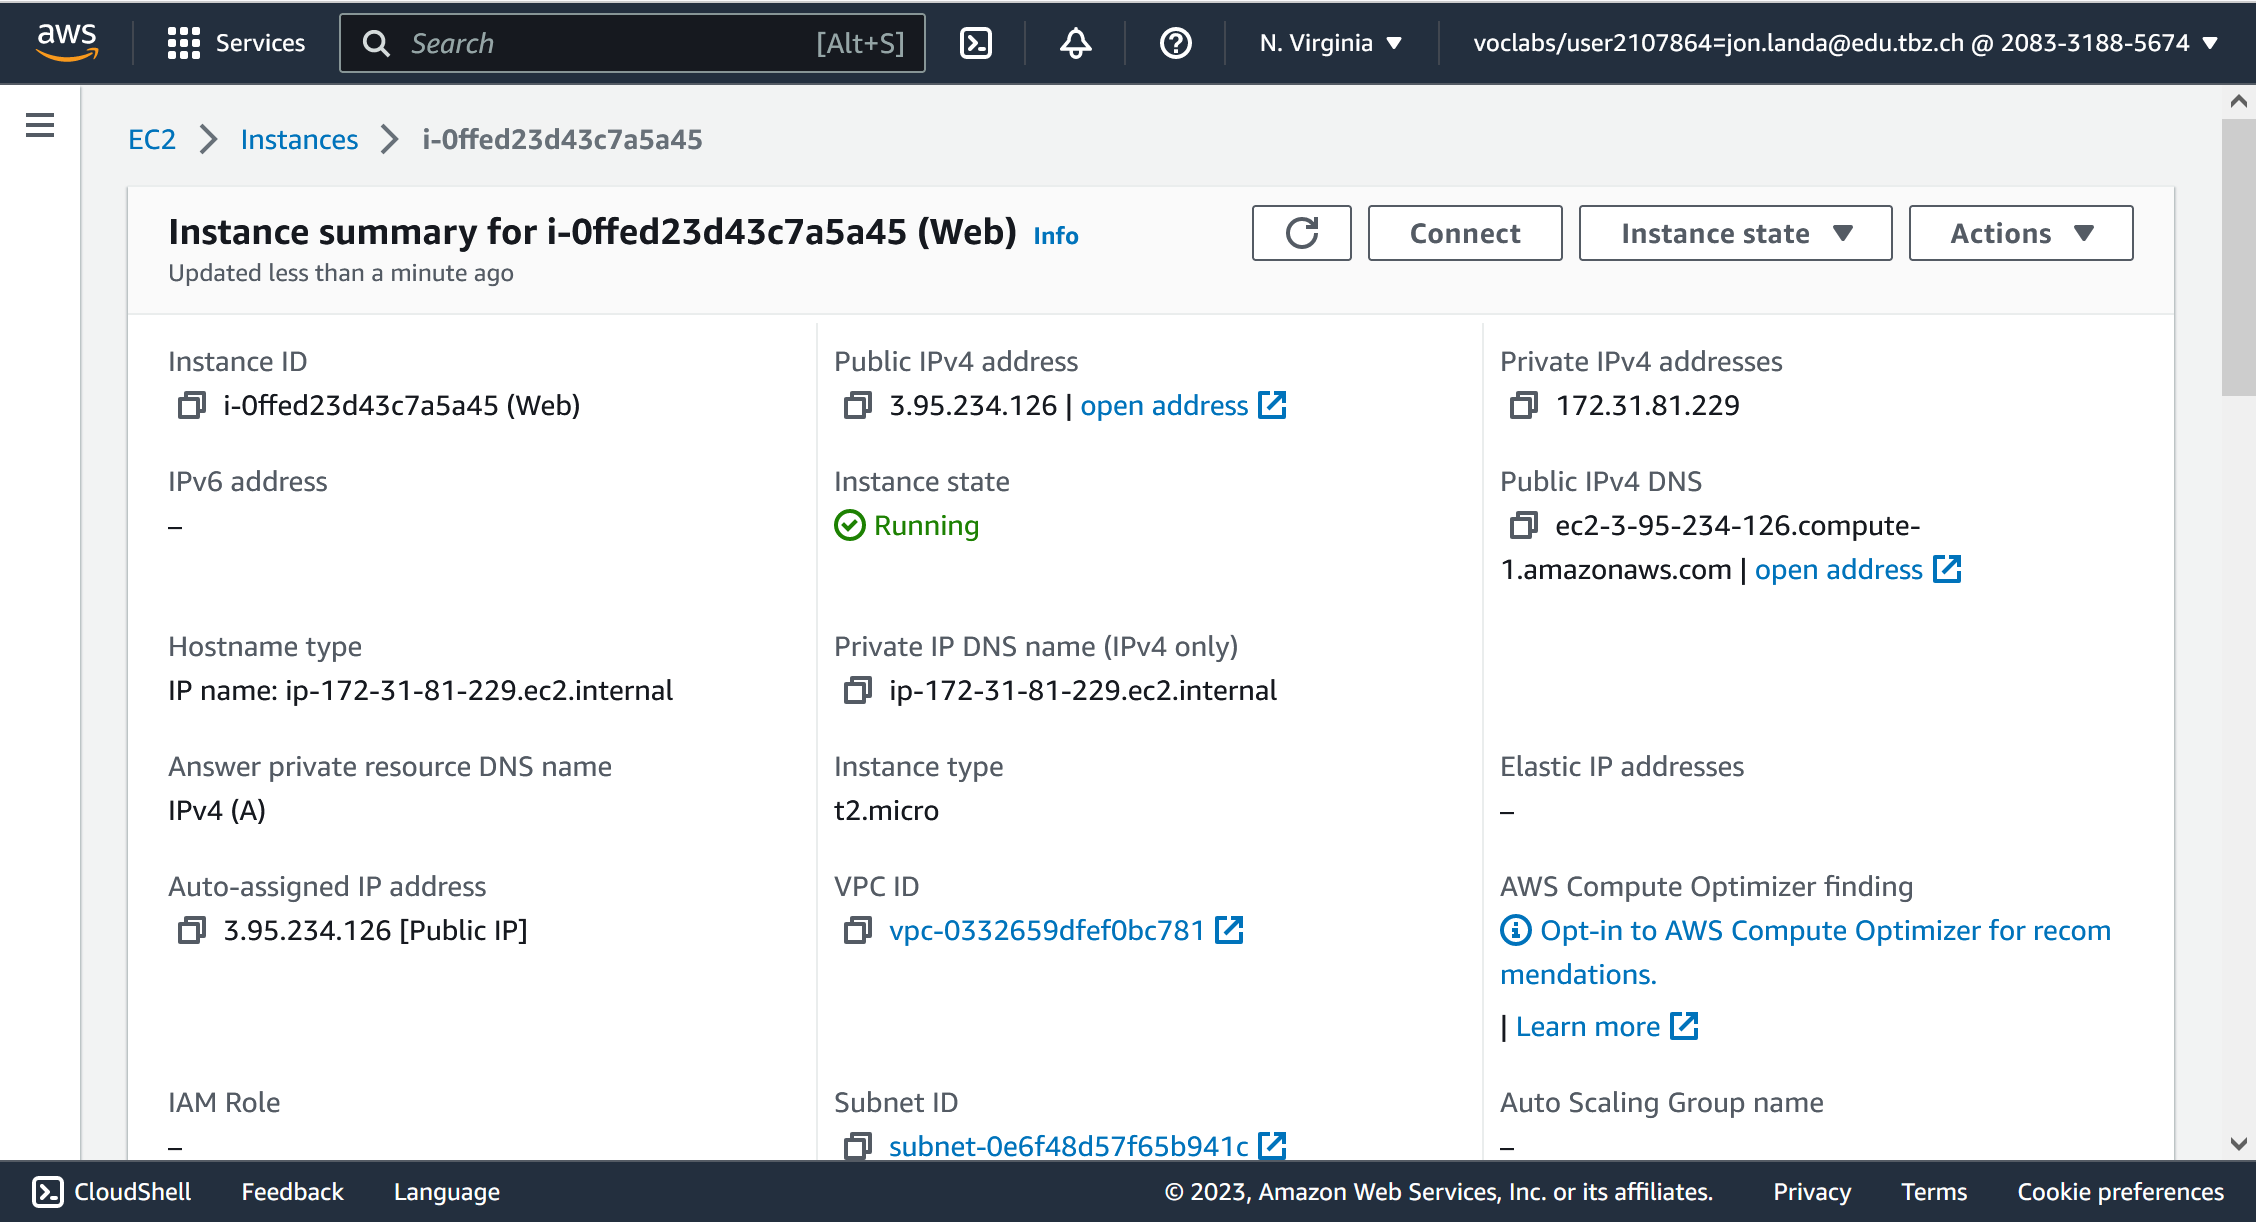 aws
Services
Search [Alt+S]
N. Virginia
voclabs/user2107864=jon.landa@edu.tbz.ch @ 2083-3188-5674
EC2
Instances
i-0ffed23d43c7a5a45
Instance summary for i-0ffed23d43c7a5a45 (Web) Info
Updated less than a minute ago
Connect
Instance state
Actions
Instance ID
i-0ffed23d43c7a5a45 (Web)
Public IPv4 address
3.95.234.126 | open address
Private IPv4 addresses
172.31.81.229
IPv6 address
–
Instance state
Running
Public IPv4 DNS
ec2-3-95-234-126.compute-
1.amazonaws.com | open address
Hostname type
IP name: ip-172-31-81-229.ec2.internal
Private IP DNS name (IPv4 only)
ip-172-31-81-229.ec2.internal
Answer private resource DNS name
IPv4 (A)
Instance type
t2.micro
Elastic IP addresses
–
Auto-assigned IP address
3.95.234.126 [Public IP]
VPC ID
vpc-0332659dfef0bc781
AWS Compute Optimizer finding
Opt-in to AWS Compute Optimizer for recom
mendations.
| Learn more
IAM Role
–
Subnet ID
subnet-0e6f48d57f65b941c
Auto Scaling Group name
–
CloudShell
Feedback
Language
© 2023, Amazon Web Services, Inc. or its affiliates.
Privacy
Terms
Cookie preferences